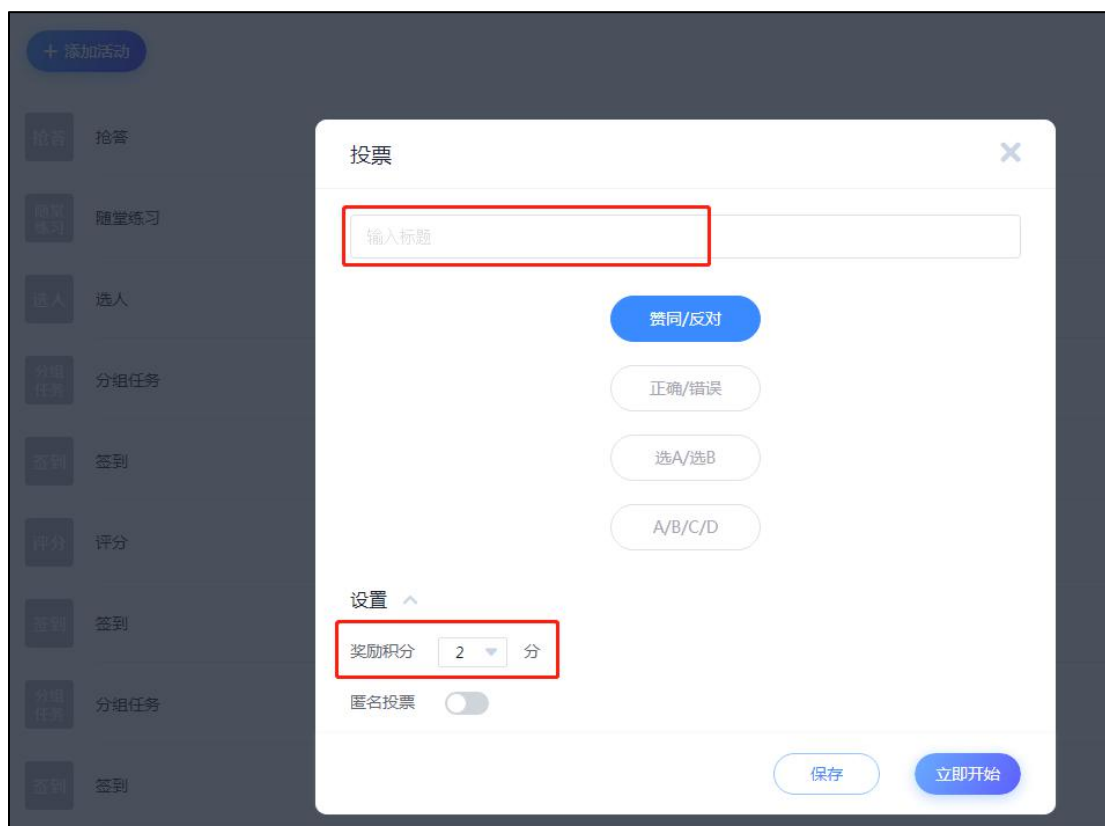 + 添加活动
抢答 抢答
投票
随堂
练习 随堂练习
输入标题
选人 选人
赞同/反对
分组
任务 分组任务
正确/错误
签到 签到
选A/选B
评分 评分
A/B/C/D
设置
签到 签到
奖励积分 2 分
分组
任务 分组任务
匿名投票
签到 签到
保存 立即开始